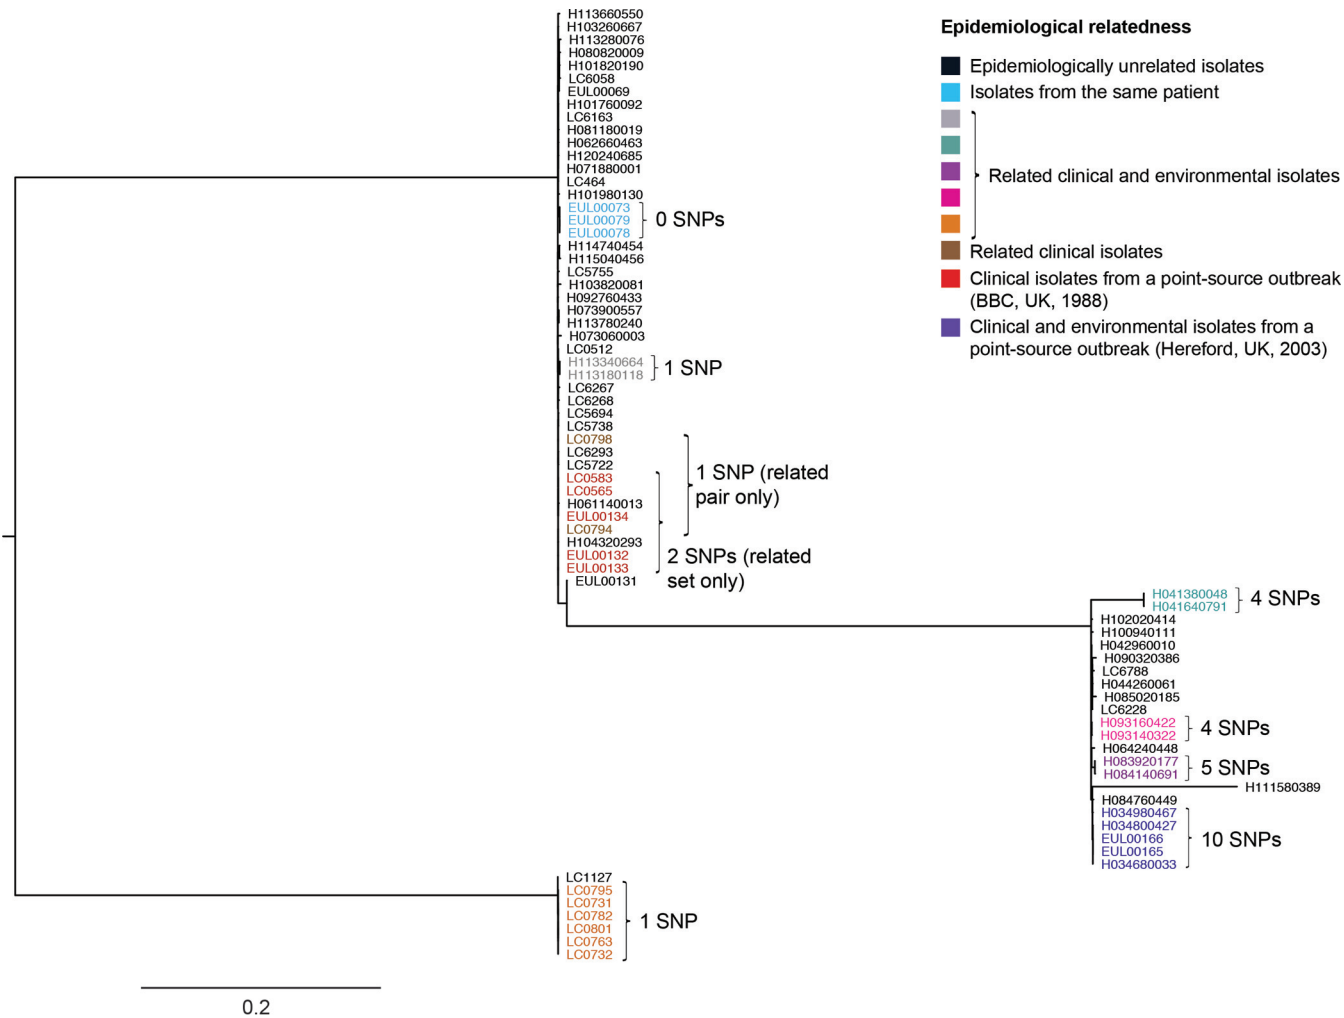 H113660550
H103260667
H113280076
H080820009
H101820190
LC6058
EUL00069
H101760092
LC6163
H081180019
H062660463
H120240685
H071880001
LC464
H101980130
EUL00073
EUL00079
EUL00078
0 SNPs
H114740454
H115040456
LC5755
H103820081
H092760433
H073900557
H113780240
H073060003
LC0512
H113340664
H113180118
1 SNP
LC6267
LC6268
LC5694
LC5738
LC0798
LC6293
LC5722
LC0583
LC0565
H061140013
EUL00134
LC0794
H104320293
EUL00132
EUL00133
EUL00131
1 SNP (related
pair only)
2 SNPs (related
set only)
H041380048
H041640791
4 SNPs
H102020414
H100940111
H042960010
H090320386
LC6788
H044260061
H085020185
LC6228
H093160422
H093140322
4 SNPs
H064240448
H083920177
H084140691
5 SNPs
H111580389
H084760449
H034980467
H034800427
EUL00166
EUL00165
H034680033
10 SNPs
LC1127
LC0795
LC0731
LC0782
LC0801
LC0763
LC0732
1 SNP
0.2
Epidemiological relatedness
Epidemiologically unrelated isolates
Isolates from the same patient
Related clinical and environmental isolates
Related clinical isolates
Clinical isolates from a point-source outbreak
(BBC, UK, 1988)
Clinical and environmental isolates from a
point-source outbreak (Hereford, UK, 2003)